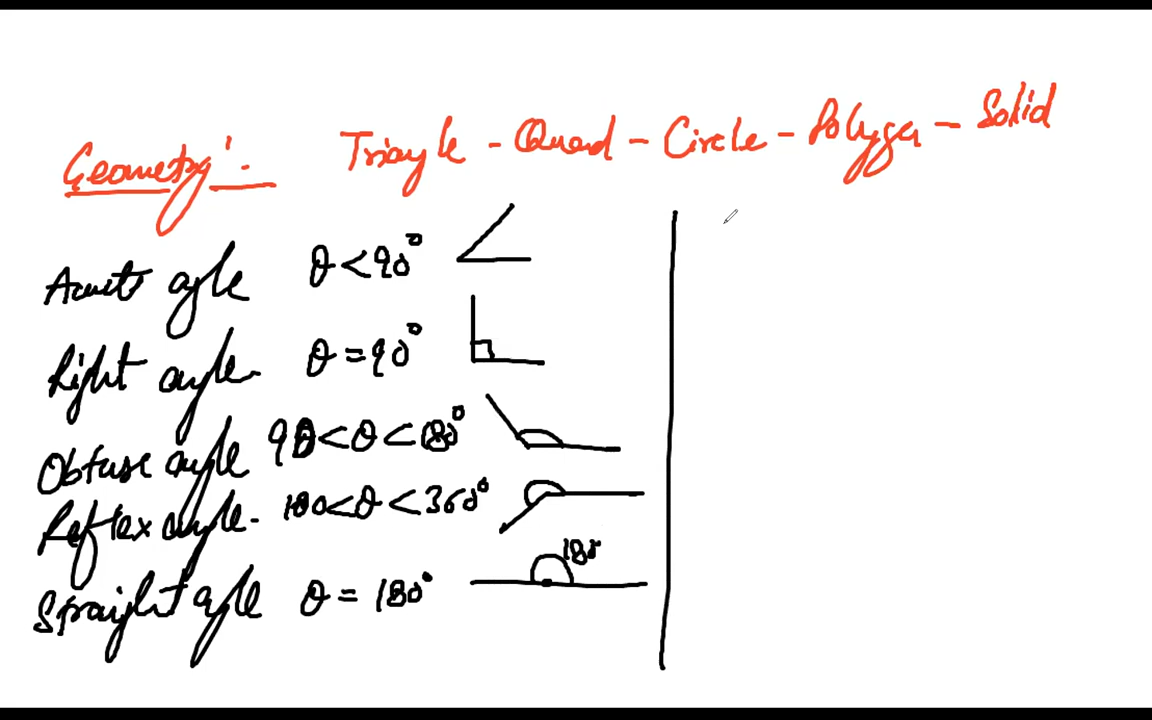 Geometry:- Triangle - Quad - Circle - Polygon - Solid
Acute angle θ < 90°
Right angle θ = 90°
Obtuse angle 90 < θ < 180°
Reflex angle 180 < θ < 360°
180°
Straight angle θ = 180°